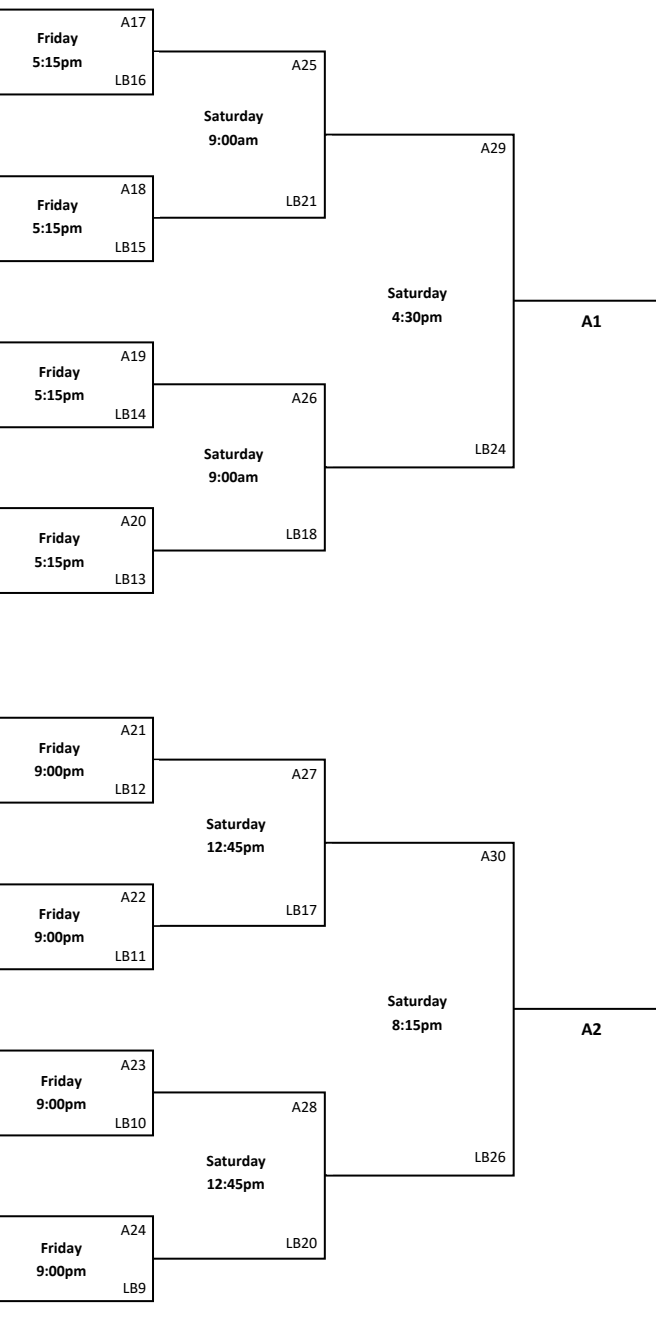 A17
Friday
5:15pm
LB16
A25
Saturday
9:00am
LB21
A18
Friday
5:15pm
LB15
A29
Saturday
4:30pm
LB24
A1
A19
Friday
5:15pm
LB14
A26
Saturday
9:00am
LB18
A20
Friday
5:15pm
LB13
A21
Friday
9:00pm
LB12
A27
Saturday
12:45pm
LB17
A22
Friday
9:00pm
LB11
A30
Saturday
8:15pm
LB26
A2
A23
Friday
9:00pm
LB10
A28
Saturday
12:45pm
LB20
A24
Friday
9:00pm
LB9